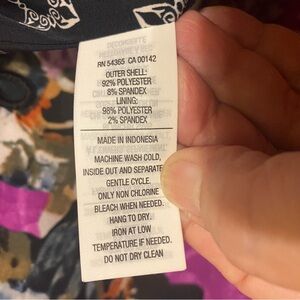 RN 54365 CA 00142
OUTER SHELL:
92% POLYESTER
8% SPANDEX
LINING:
98% POLYESTER
2% SPANDEX
MADE IN INDONESIA
MACHINE WASH COLD,
INSIDE OUT AND SEPARATE
GENTLE CYCLE.
ONLY NON CHLORINE
BLEACH WHEN NEEDED.
HANG TO DRY.
IRON AT LOW
TEMPERATURE IF NEEDED.
DO NOT DRY CLEAN